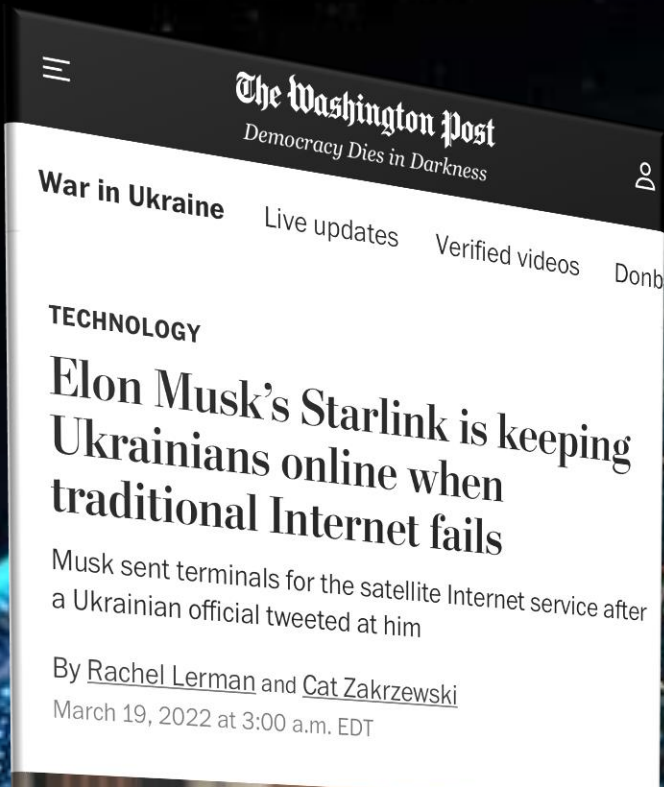 The Washington Post
Democracy Dies in Darkness
War in Ukraine Live updates Verified videos Donb
TECHNOLOGY
Elon Musk’s Starlink is keeping
Ukrainians online when
traditional Internet fails
Musk sent terminals for the satellite Internet service after
a Ukrainian official tweeted at him
By Rachel Lerman and Cat Zakrzewski
March 19, 2022 at 3:00 a.m. EDT